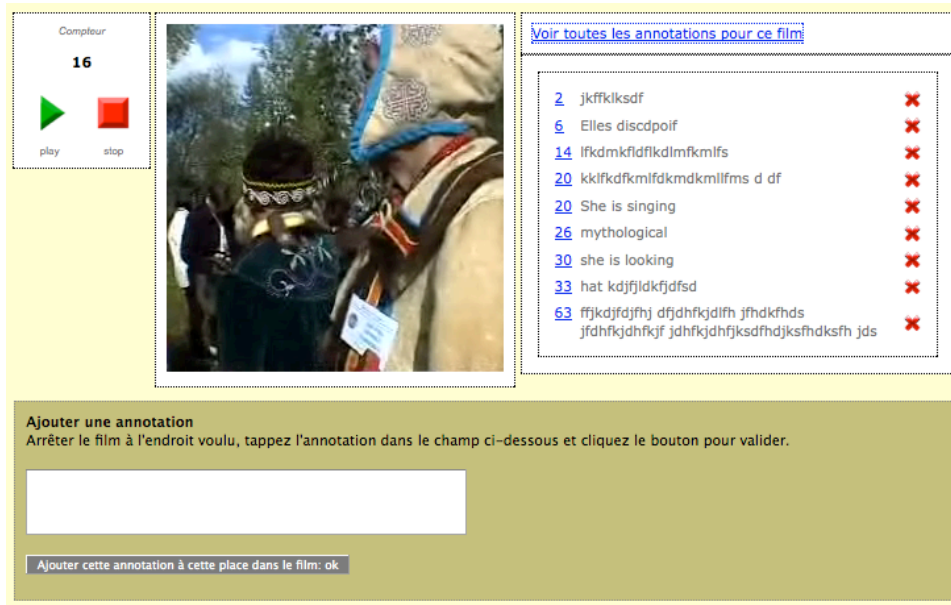 Compteur
16
play stop
Voir toutes les annotations pour ce film
2 jkffklksdf
6 Elles discdpoif
14 lfkdmkfldflkdlmfkmlfs
20 kklfkdfkmlfdkmdkmllfms d df
20 She is singing
26 mythological
30 she is looking
33 hat kdjfjldkfjdfsd
63 ffjkdjfdjfhj dfjdhfkjdlfh jfhdkfhds
jfdhfkjdhfkjf jdhfkjdhfjksdfhdjksfhdksfh jds
Ajouter une annotation
Arrêter le film à l'endroit voulu, tappez l'annotation dans le champ ci-dessous et cliquez le bouton pour valider.
Ajouter cette annotation à cette place dans le film: ok